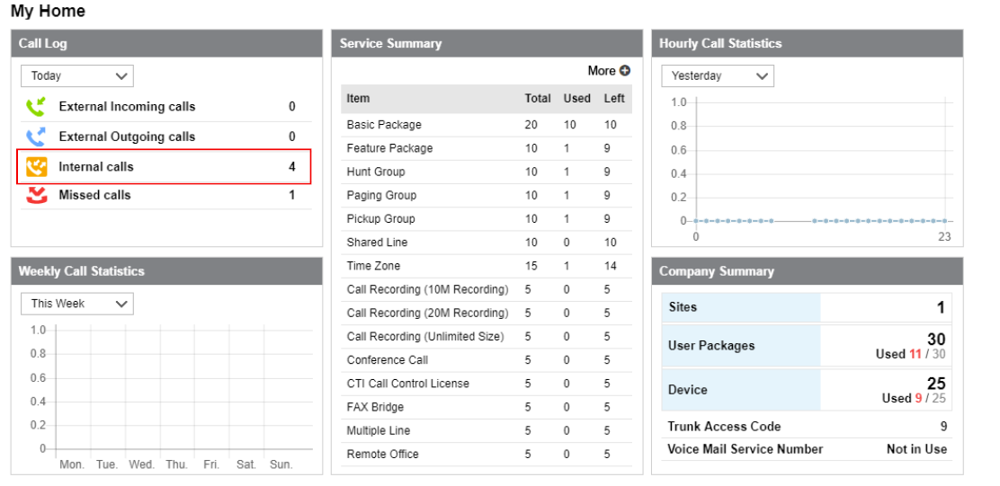 My Home
Call Log
Today
External Incoming calls 0
External Outgoing calls 0
Internal calls 4
Missed calls 1
Weekly Call Statistics
This Week
1.0
0.8
0.6
0.4
0.2
0
Mon. Tue. Wed. Thu. Fri. Sat. Sun.
Service Summary
More
Item Total Used Left
Basic Package 20 10 10
Feature Package 10 1 9
Hunt Group 10 1 9
Paging Group 10 1 9
Pickup Group 10 1 9
Shared Line 10 0 10
Time Zone 15 1 14
Call Recording (10M Recording) 5 0 5
Call Recording (20M Recording) 5 0 5
Call Recording (Unlimited Size) 5 0 5
Conference Call 5 0 5
CTI Call Control License 5 0 5
FAX Bridge 5 0 5
Multiple Line 5 0 5
Remote Office 5 0 5
Hourly Call Statistics
Yesterday
1.0
0.8
0.6
0.4
0.2
0
0 23
Company Summary
Sites 1
User Packages 30
Used 11 / 30
Device 25
Used 9 / 25
Trunk Access Code 9
Voice Mail Service Number Not in Use